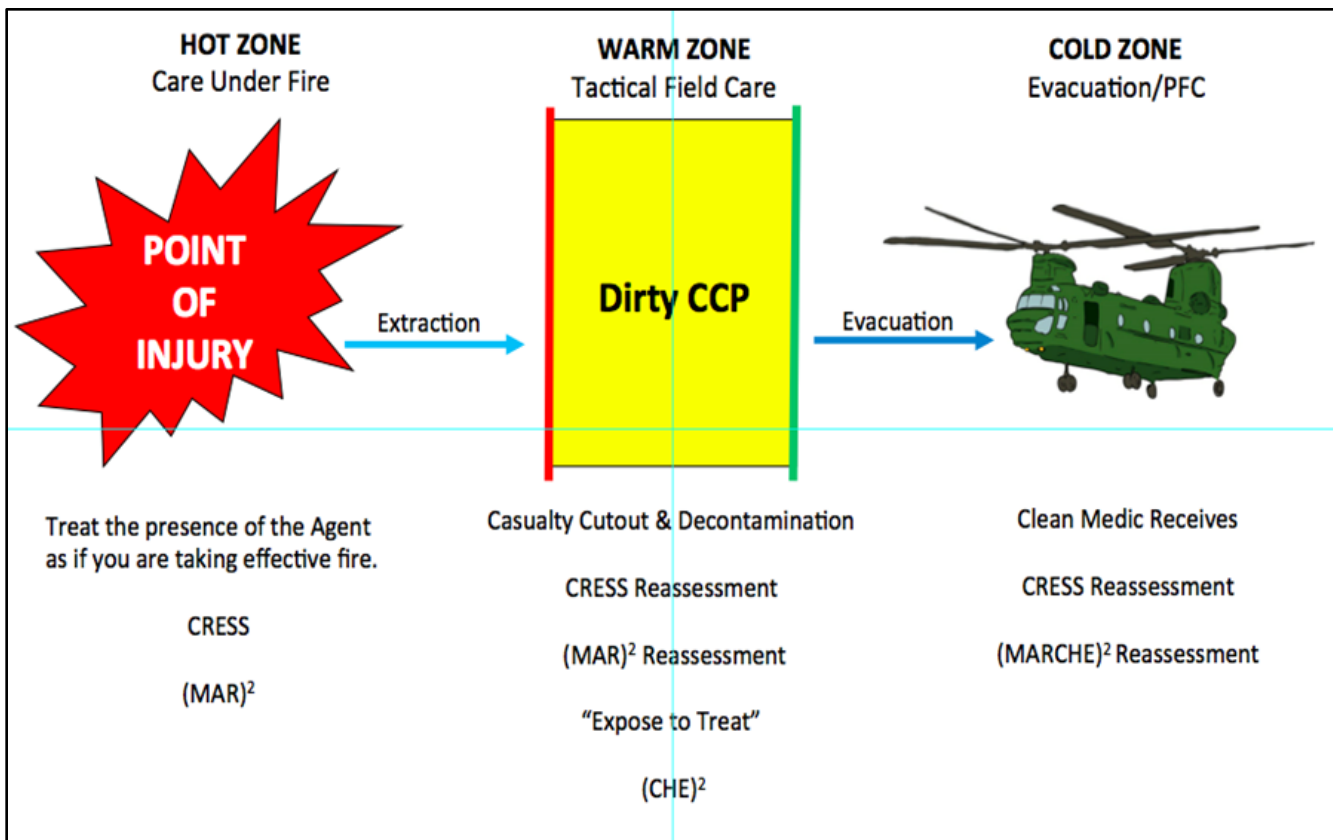 HOT ZONE
Care Under Fire
POINT
OF
INJURY
Extraction
Treat the presence of the Agent
as if you are taking effective fire.
CRESS
(MAR)²
WARM ZONE
Tactical Field Care
Dirty CCP
Evacuation
Casualty Cutout & Decontamination
CRESS Reassessment
(MAR)² Reassessment
“Expose to Treat”
(CHE)²
COLD ZONE
Evacuation/PFC
Clean Medic Receives
CRESS Reassessment
(MARCHE)² Reassessment